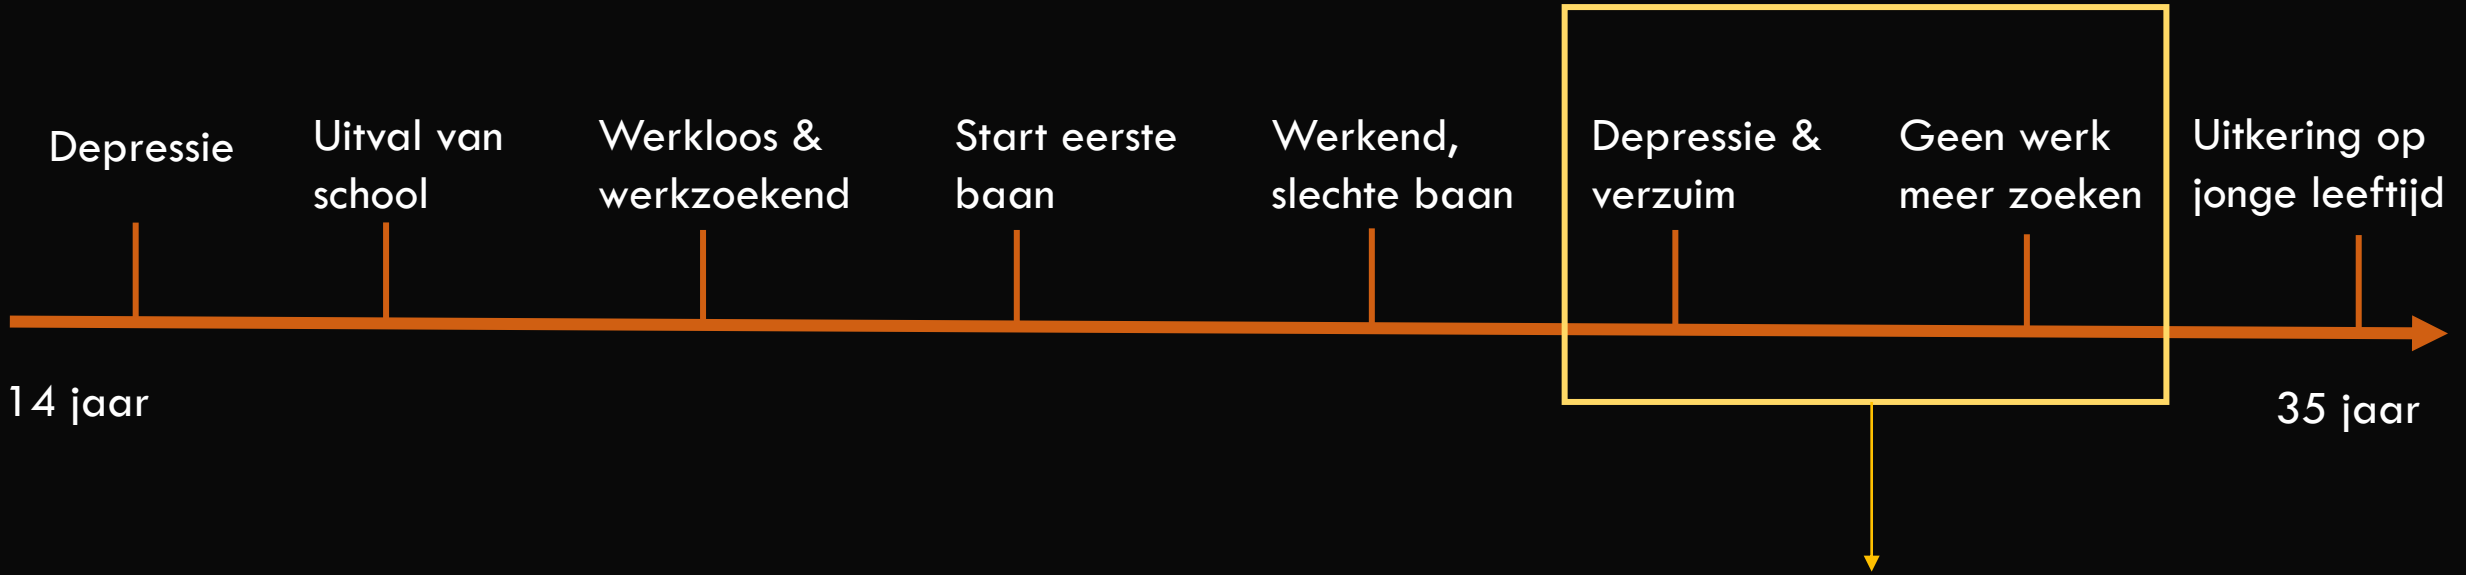 Depressie
Uitval van
school
Werkloos &
werkzoekend
Start eerste
baan
Werkend,
slechte baan
Depressie &
verzuim
Geen werk
meer zoeken
Uitkering op
jonge leeftijd
14 jaar
35 jaar